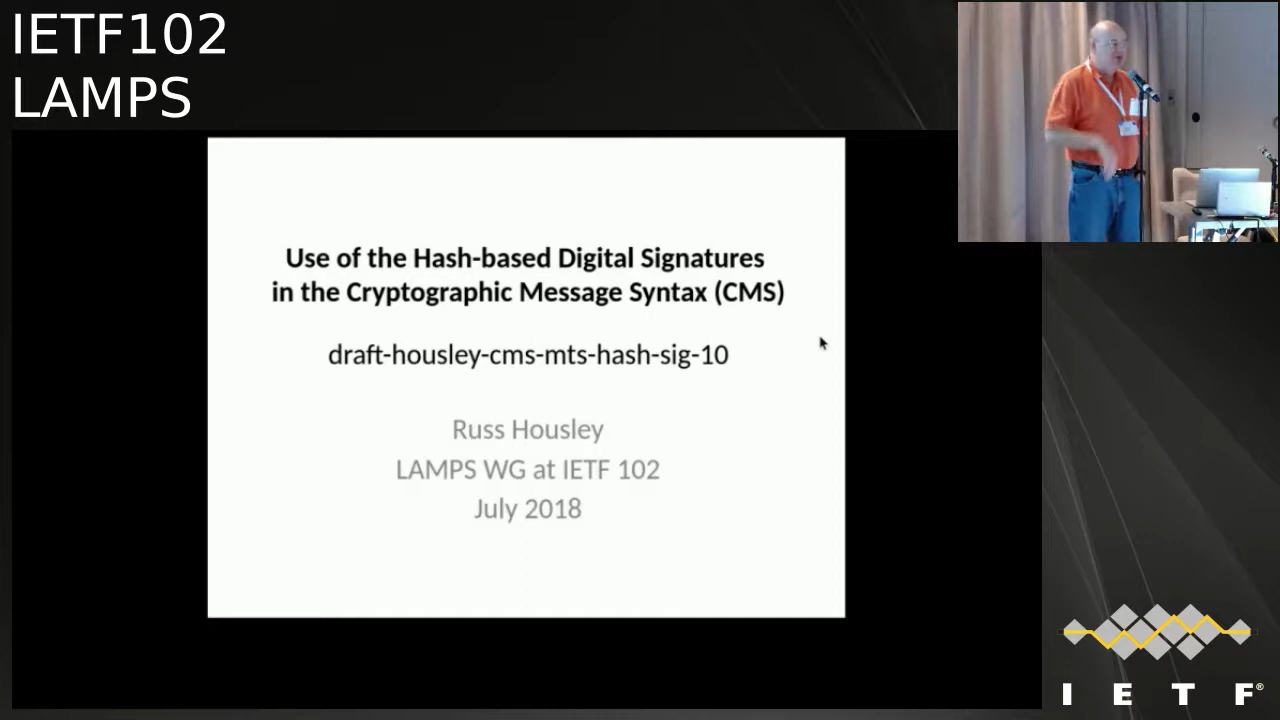 IETF102
LAMPS
Use of the Hash-based Digital Signatures
in the Cryptographic Message Syntax (CMS)
draft-housley-cms-mts-hash-sig-10
Russ Housley
LAMPS WG at IETF 102
July 2018
I E T F®